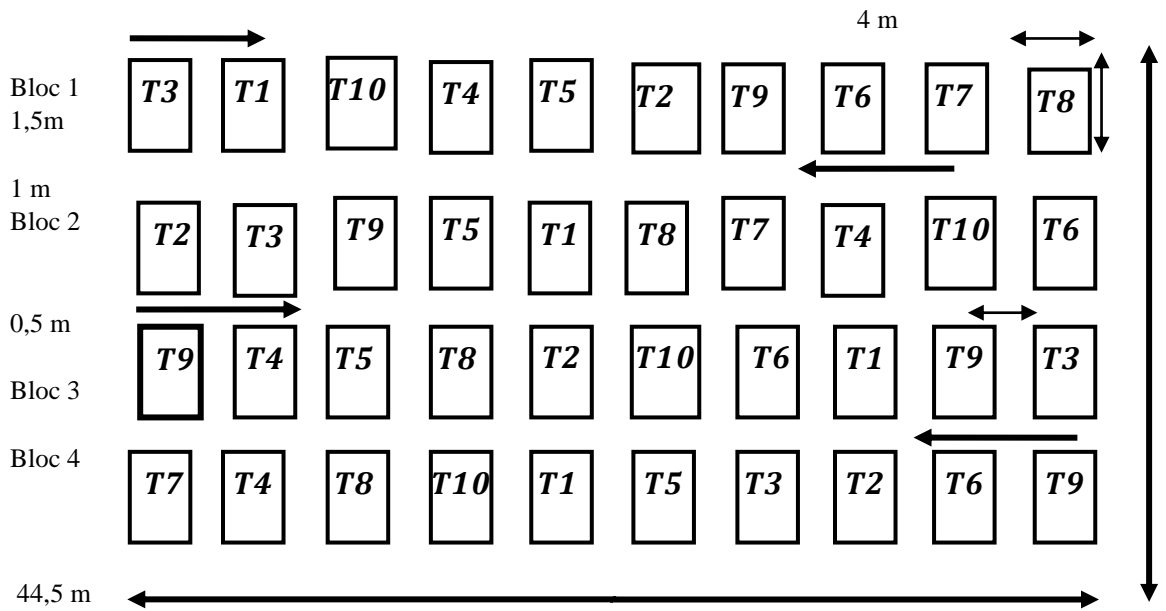 4 m
Bloc 1 T3 T1 T10 T4 T5 T2 T9 T6 T7 T8
1,5m
1 m
Bloc 2 T2 T3 T9 T5 T1 T8 T7 T4 T10 T6
0,5 m
T9 T4 T5 T8 T2 T10 T6 T1 T9 T3
Bloc 3
Bloc 4 T7 T4 T8 T10 T1 T5 T3 T2 T6 T9
44,5 m